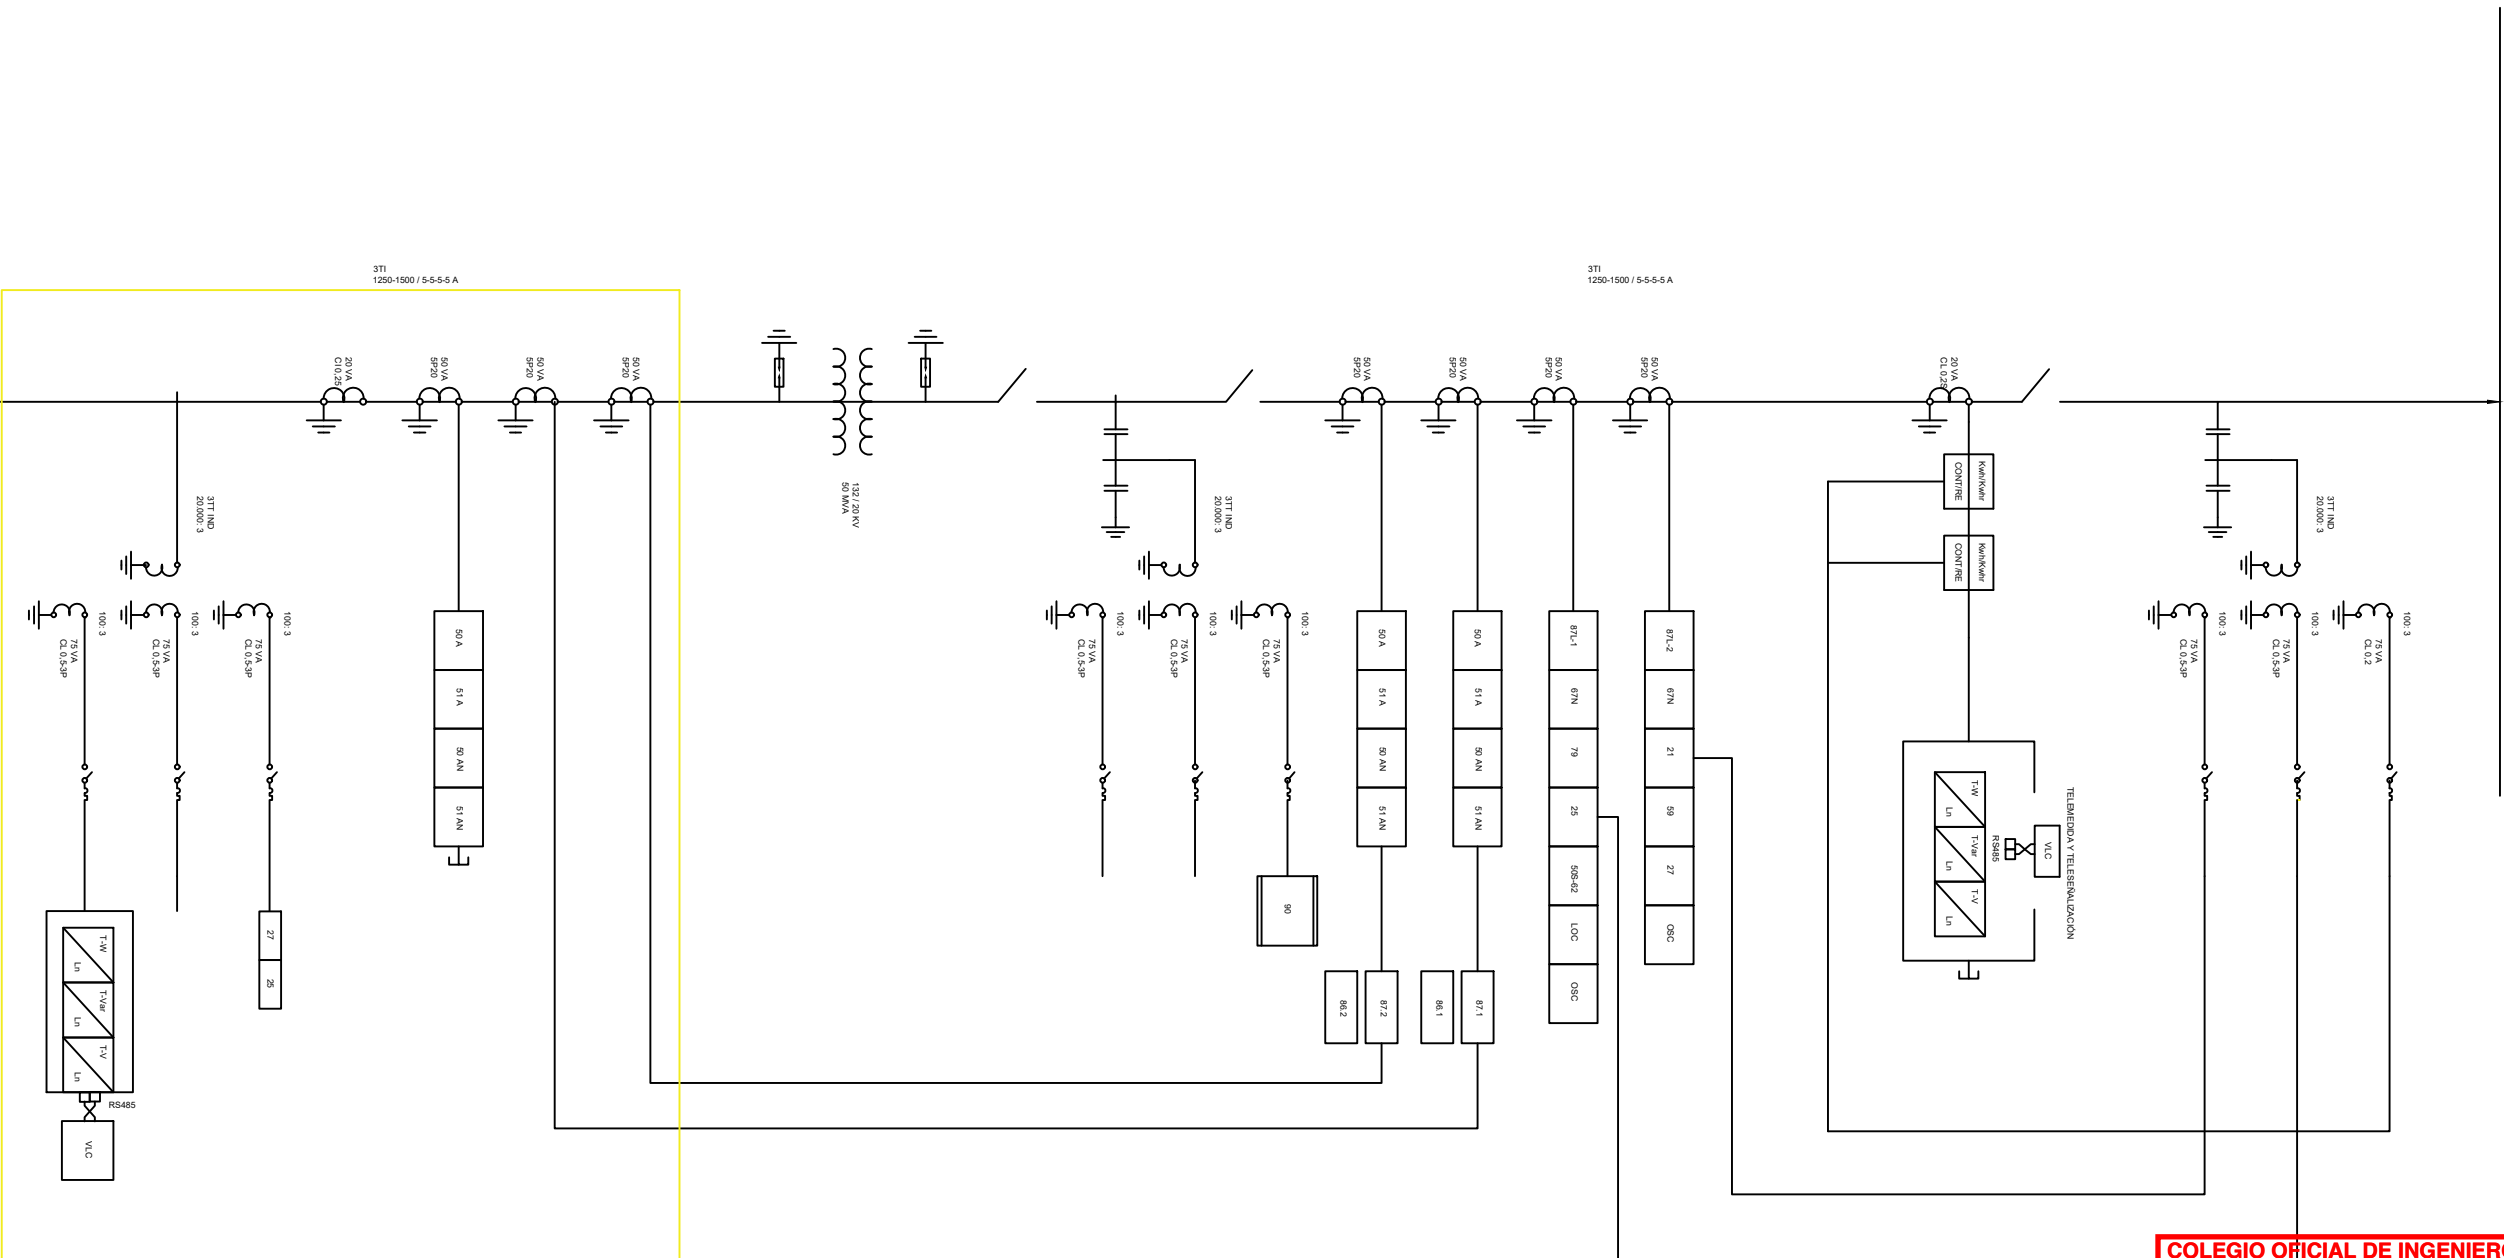 3TI
1250-1500 / 5-5-5-5 A
3TI
1250-1500 / 5-5-5-5 A
20 VA
Cl 0,25
50 VA
5P20
50 VA
5P20
50 VA
5P20
50 VA
5P20
50 VA
5P20
50 VA
5P20
50 VA
5P20
20 VA
CL 0,2S
132 / 20 KV
50 MVA
3TT IND
20.000: 3
3TT IND
20.000: 3
3TT IND
20.000: 3
Kwh/Kwhr
CONT/RE
Kwh/Kwhr
CONT/RE
100: 3
75 VA
CL 0,5-3P
100: 3
75 VA
CL 0,5-3P
100: 3
75 VA
CL 0,5-3P
100: 3
75 VA
CL 0,5-3P
100: 3
75 VA
CL 0,5-3P
100: 3
75 VA
CL 0,5-3P
100: 3
75 VA
CL 0,5-3P
100: 3
75 VA
CL 0,5-3P
100: 3
75 VA
CL 0,2
50 A
51 A
50 AN
51 AN
50 A
51 A
50 AN
51 AN
50 A
51 A
50 AN
51 AN
87L-1
67N
79
25
50S-62
LOC
OSC
87L-2
67N
21
59
27
OSC
TELEMEDIDA Y TELESEÑALIZACIÓN
T-W
Ln
T-Var
Ln
T-V
Ln
RS485
VLC
90
86.2
87.2
86.1
87.1
27
25
T-W
Ln
T-Var
Ln
T-V
Ln
RS485
VLC
COLEGIO OFICIAL DE INGENIERO